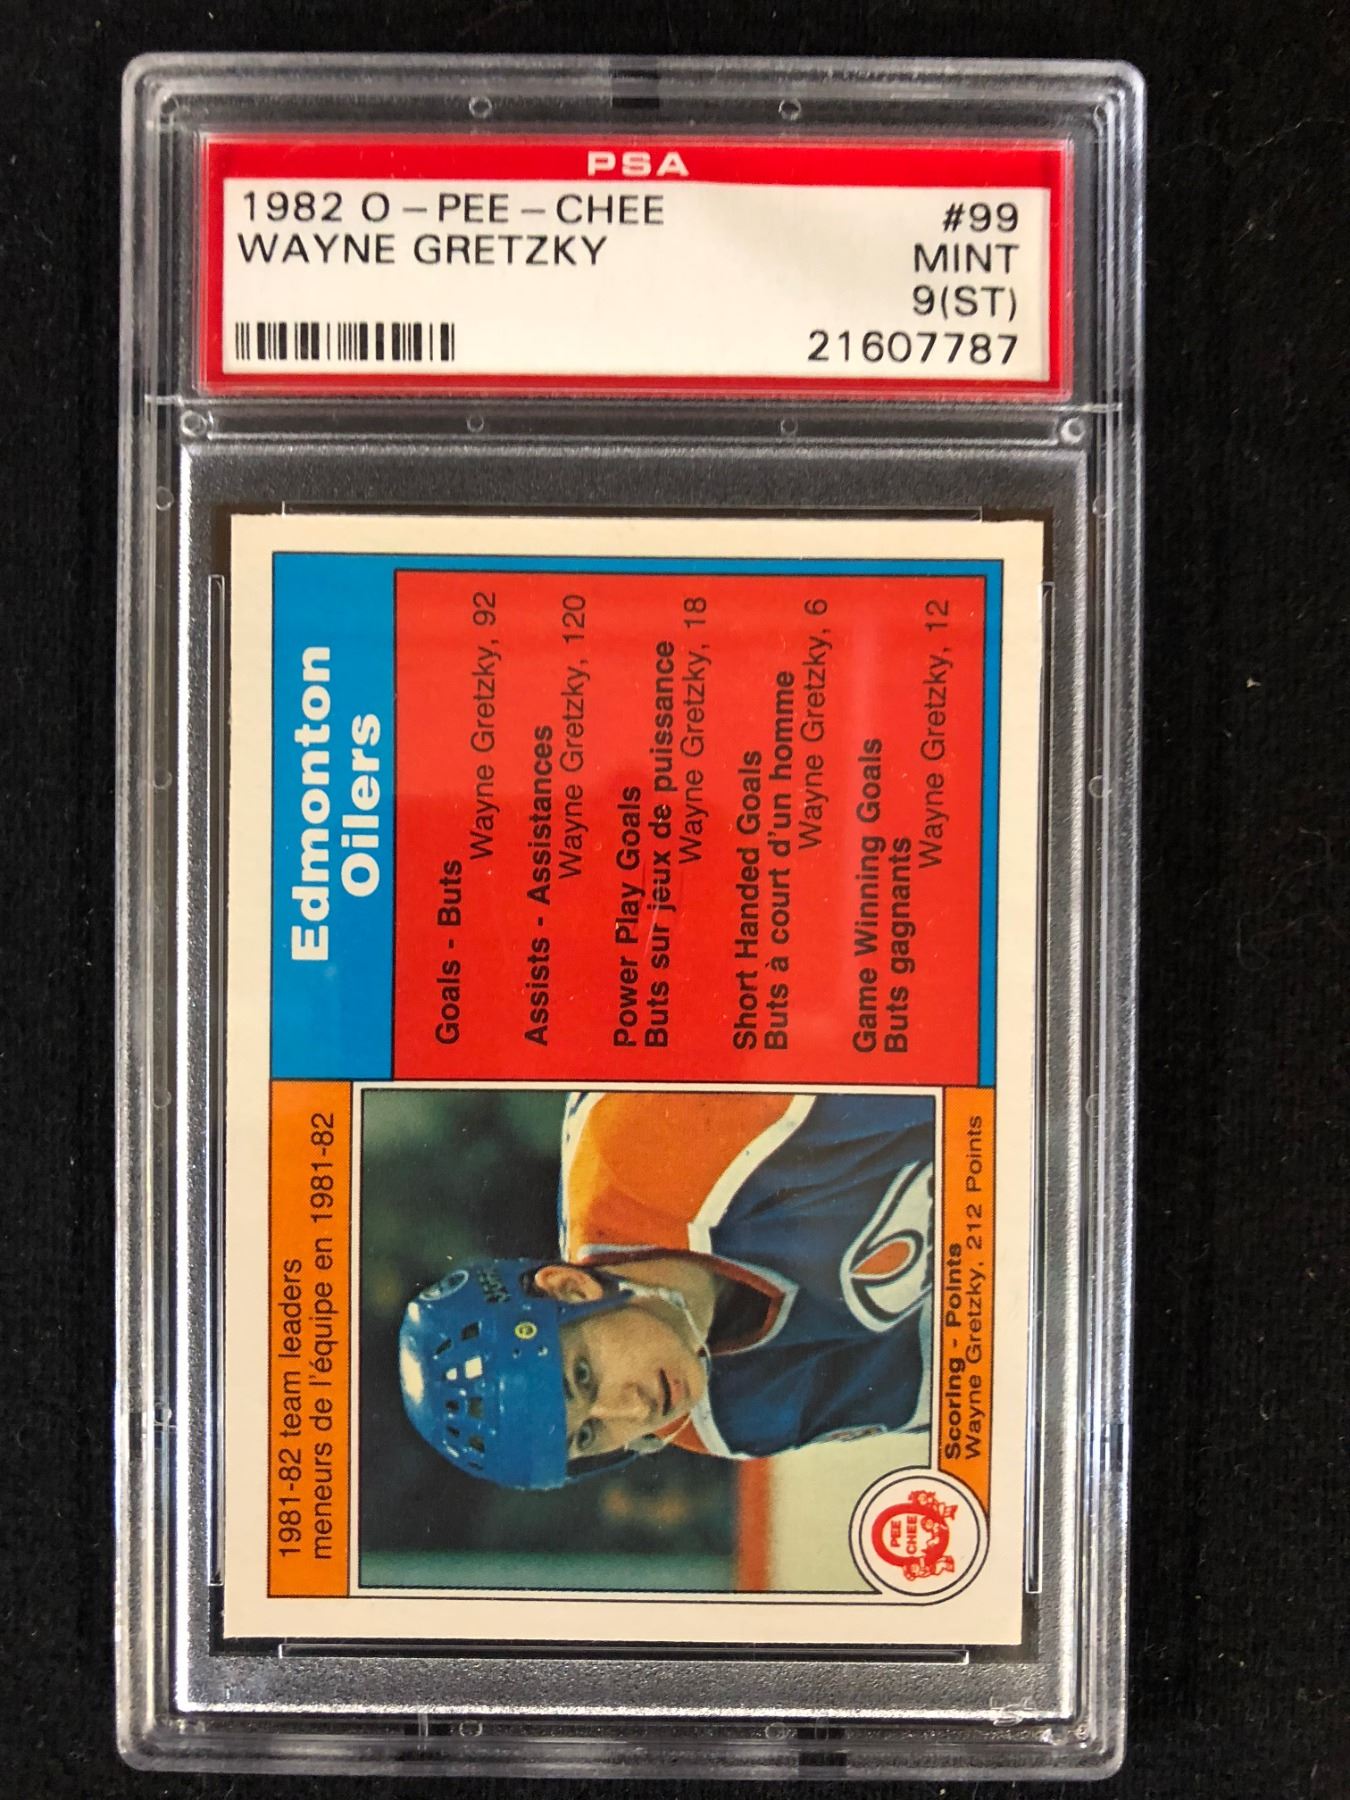 PSA
1982 O-PEE-CHEE
#99
WAYNE GRETZKY
MINT
9(ST)
21607787
Edmonton
Oilers
1981-82 team leaders
meneurs de l'équipe en 1981-82
Goals - Buts
Wayne Gretzky, 92
Assists - Assistances
Wayne Gretzky, 120
Power Play Goals
Buts sur jeux de puissance
Wayne Gretzky, 18
Short Handed Goals
Buts à court d'un homme
Wayne Gretzky, 6
Game Winning Goals
Buts gagnants
Wayne Gretzky, 12
Scoring - Points
Wayne Gretzky, 212 Points
PEE
CHEE